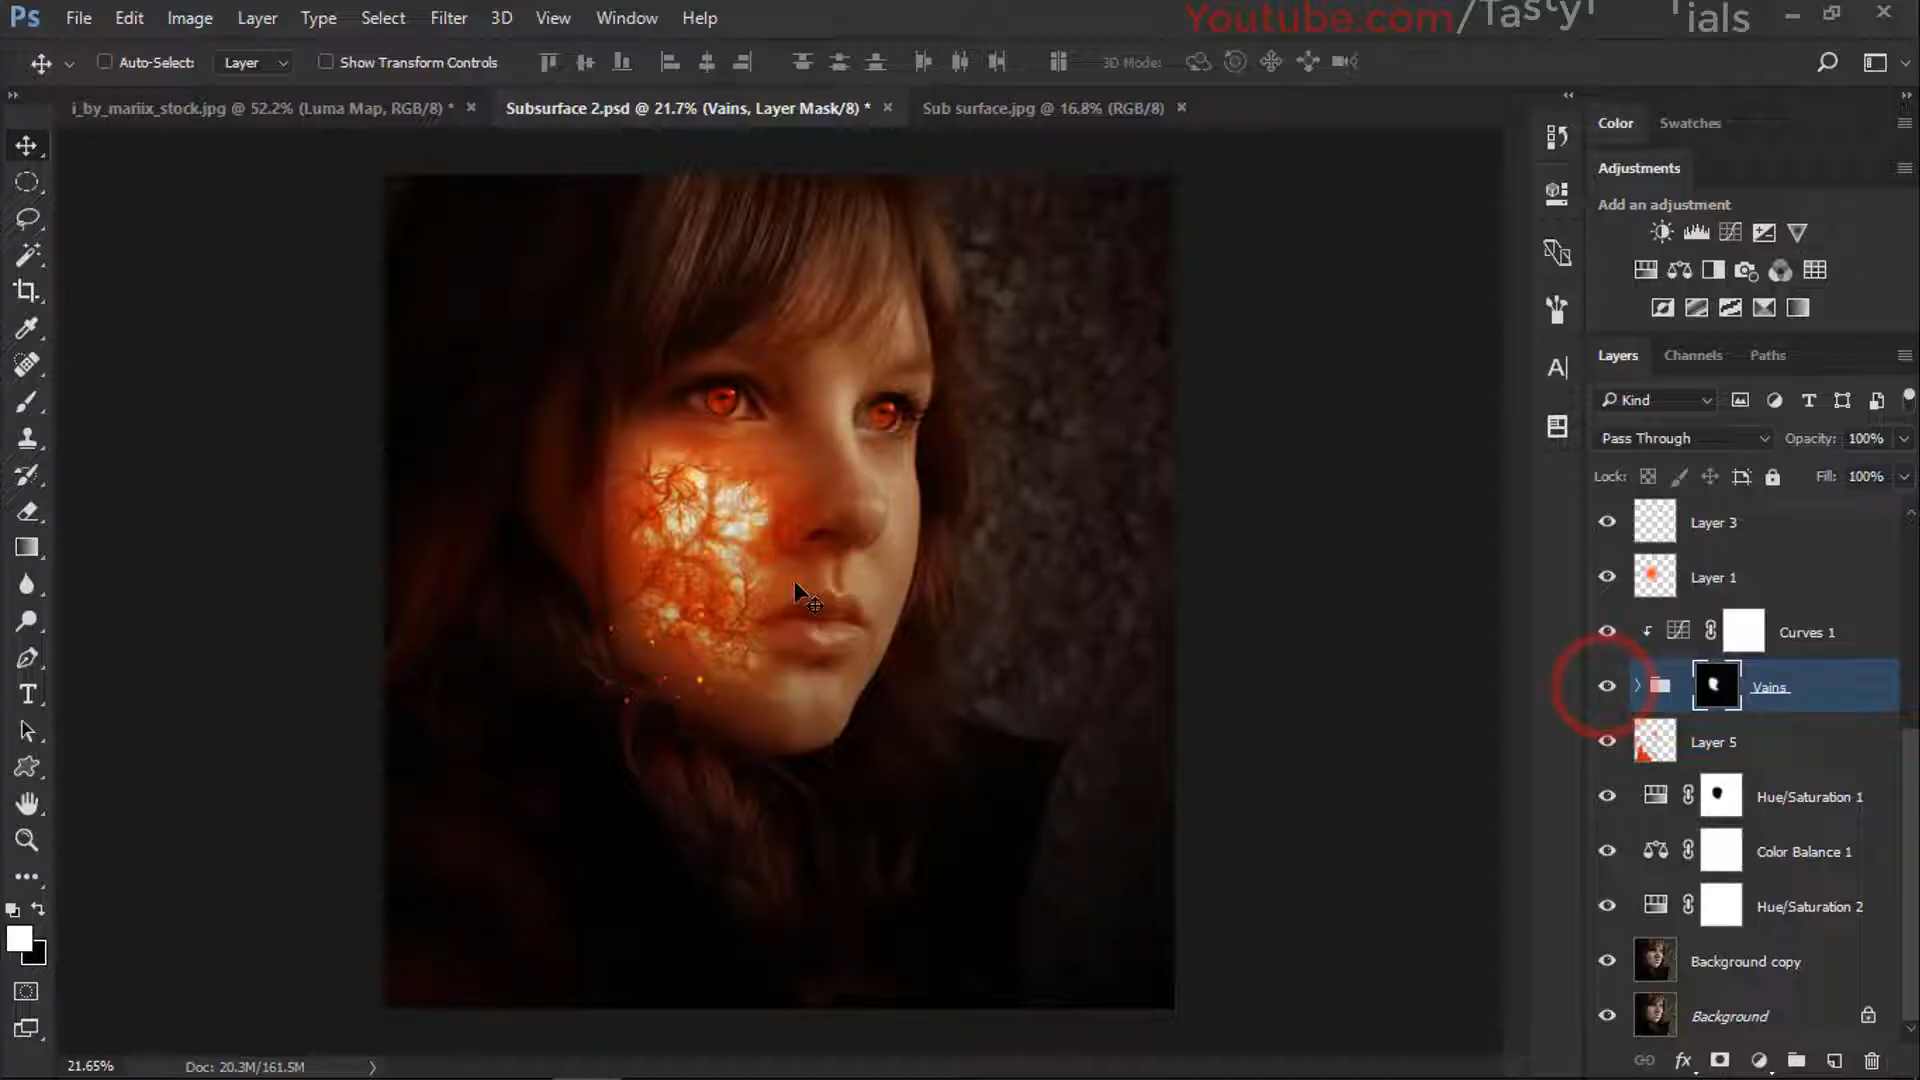 Youtube.com/TastyT ials
Ps File Edit Image Layer Type Select Filter 3D View Window Help
Auto-Select: Layer Show Transform Controls 3D Mode:
i_by_mariix_stock.jpg @ 52.2% (Luma Map, RGB/8) * Subsurface 2.psd @ 21.7% (Vains, Layer Mask/8) * Sub surface.jpg @ 16.8% (RGB/8)
Color Swatches
Adjustments
Add an adjustment
Layers Channels Paths
Kind
Pass Through Opacity: 100%
Lock: Fill: 100%
Layer 3
Layer 1
Curves 1
Vains
Layer 5
Hue/Saturation 1
Color Balance 1
Hue/Saturation 2
Background copy
Background
21.65% Doc: 20.3M/161.5M